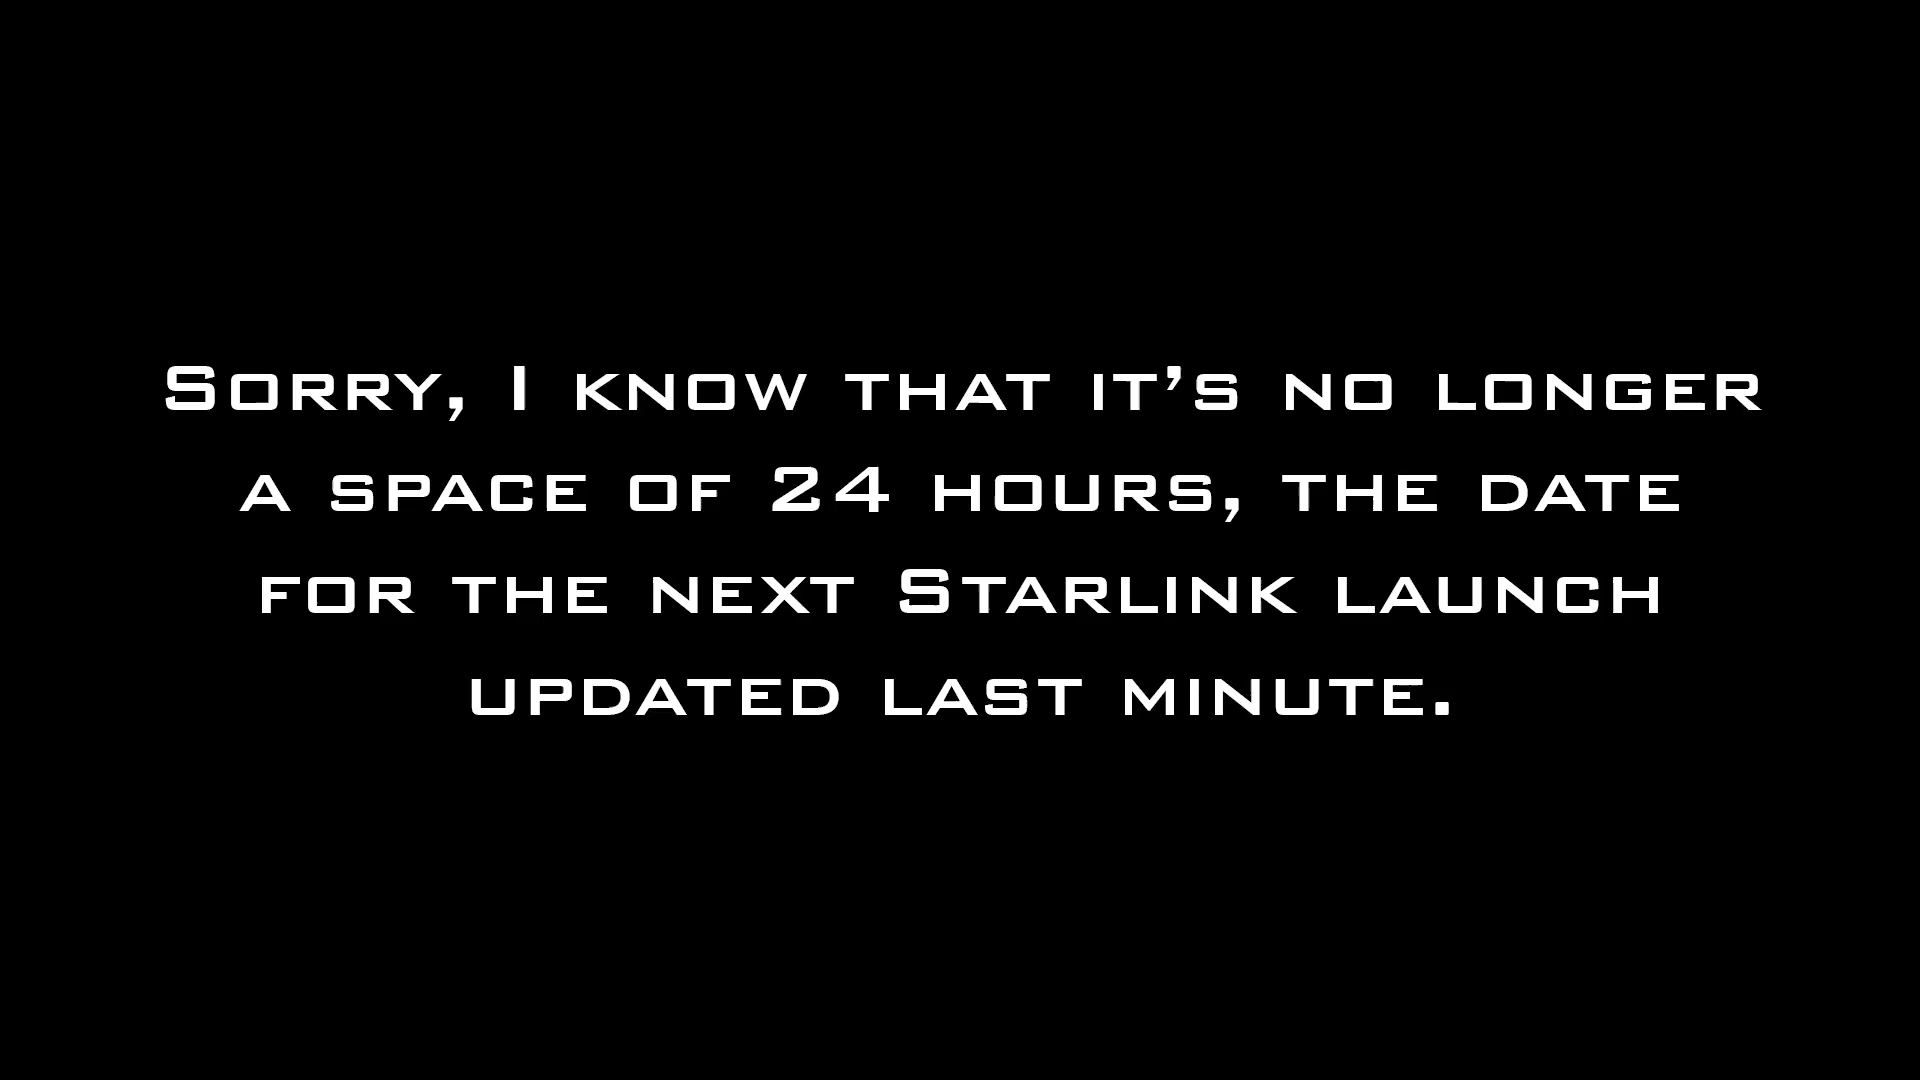 Sorry, I know that it’s no longer
a space of 24 hours, the date
for the next Starlink launch
updated last minute.